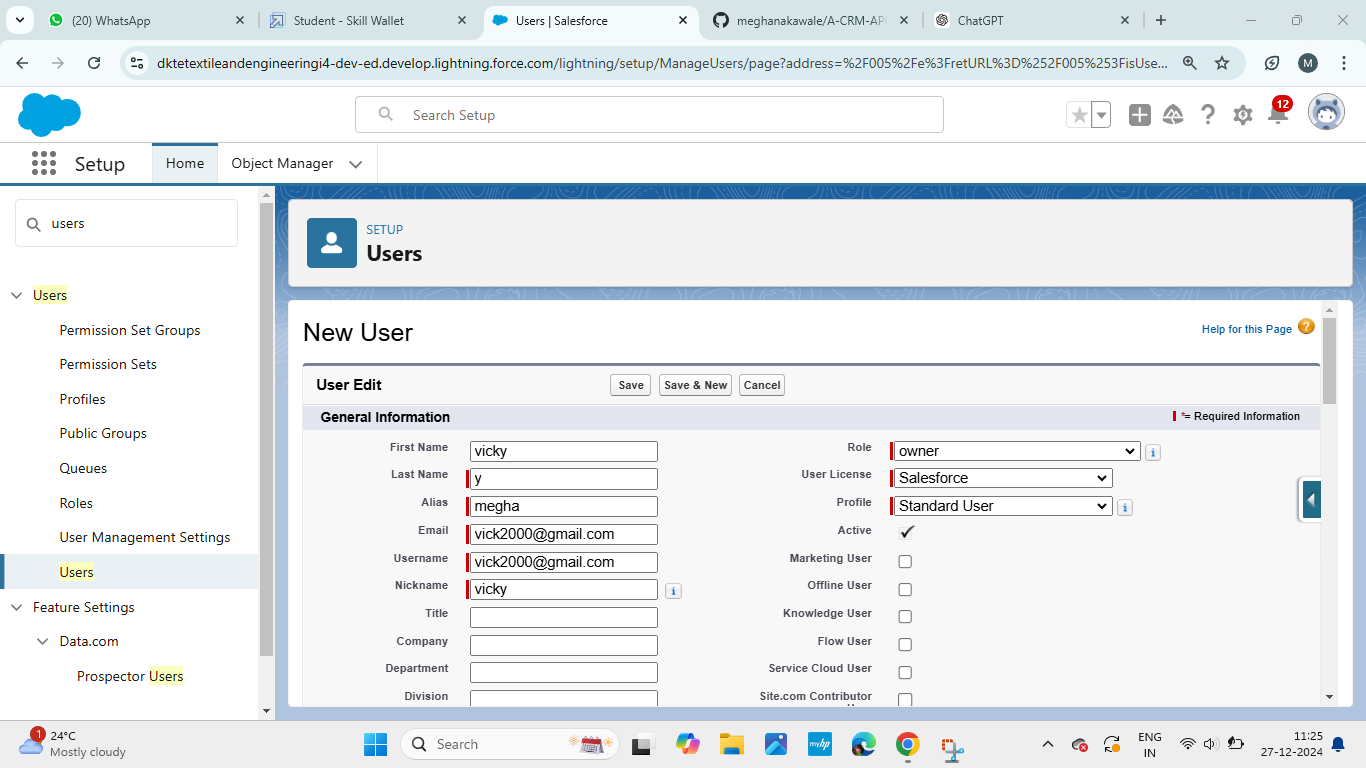 (20) WhatsApp
Student - Skill Wallet
Users | Salesforce
meghanakawale/A-CRM-AP
ChatGPT
dktetextileandengineeringi4-dev-ed.develop.lightning.force.com/lightning/setup/ManageUsers/page?address=%2F005%2Fe%3FretURL%3D%252F005%253FisUse...
M
Search Setup
12
Setup
Home
Object Manager
users
Users
Permission Set Groups
Permission Sets
Profiles
Public Groups
Queues
Roles
User Management Settings
Users
Feature Settings
Data.com
Prospector Users
SETUP
Users
New User
Help for this Page
User Edit
Save
Save & New
Cancel
General Information
*= Required Information
First Name vicky
Last Name y
Alias megha
Email vick2000@gmail.com
Username vick2000@gmail.com
Nickname vicky
Title
Company
Department
Division
Role owner
User License Salesforce
Profile Standard User
Active
Marketing User
Offline User
Knowledge User
Flow User
Service Cloud User
Site.com Contributor
1
24°C
Mostly cloudy
Search
myhp
ENG
IN
11:25
27-12-2024